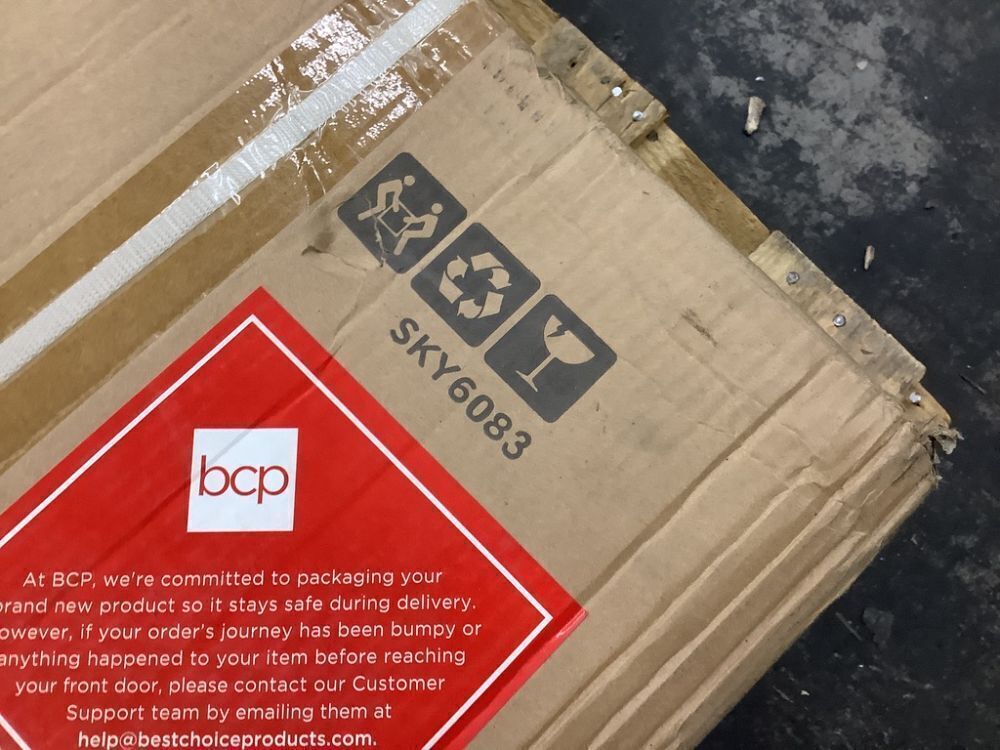 SKY6083
bcp
At BCP, we're committed to packaging your
brand new product so it stays safe during delivery.
However, if your order's journey has been bumpy or
anything happened to your item before reaching
your front door, please contact our Customer
Support team by emailing them at
help@bestchoiceproducts.com.